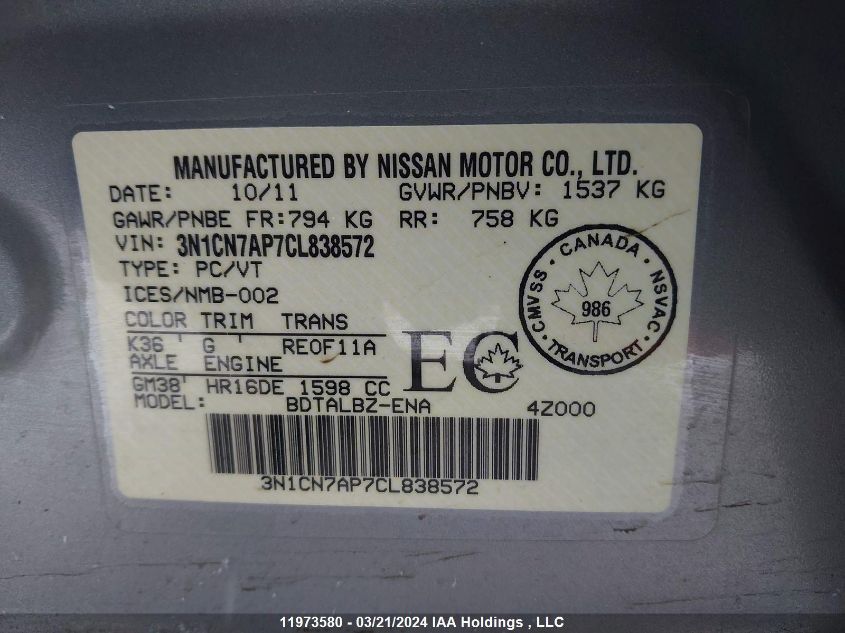 MANUFACTURED BY NISSAN MOTOR CO., LTD.
DATE: 10/11 GVWR/PNBV: 1537 KG
GAWR/PNBE FR:794 KG RR: 758 KG
VIN: 3N1CN7AP7CL838572
TYPE: PC/VT
ICES/NMB-002
COLOR TRIM TRANS
K36 ' G ' RE0F11A
AXLE ENGINE
GM38' HR16DE 1598 CC
MODEL: BDTALBZ-ENA 4Z000
EC
CANADA
CMVSS 986 NSVAC
TRANSPORT
3N1CN7AP7CL838572
11973580 - 03/21/2024 IAA Holdings , LLC